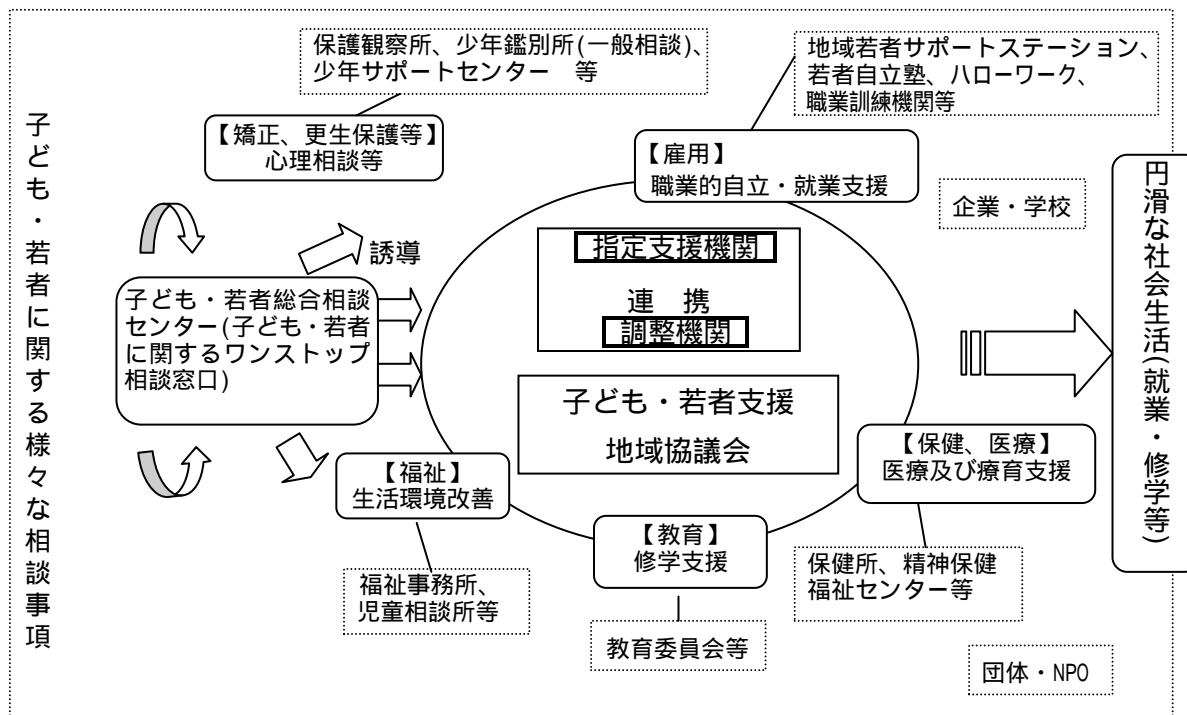 子ども・若者に関する様々な相談事項
保護観察所、少年鑑別所(一般相談)、
少年サポートセンター　等
地域若者サポートステーション、
若者自立塾、ハローワーク、
職業訓練機関等
【矯正、更生保護等】
心理相談等
【雇用】
職業的自立・就業支援
企業・学校
円滑な社会生活(就業・修学等)
誘導
指定支援機関
連　携
調整機関
子ども・若者総合相談
センター(子ども・若者
に関するワンストップ
相談窓口)
子ども・若者支援
地域協議会
【福祉】
生活環境改善
【保健、医療】
医療及び療育支援
【教育】
修学支援
福祉事務所、
児童相談所等
保健所、精神保健
福祉センター等
教育委員会等
団体・NPO